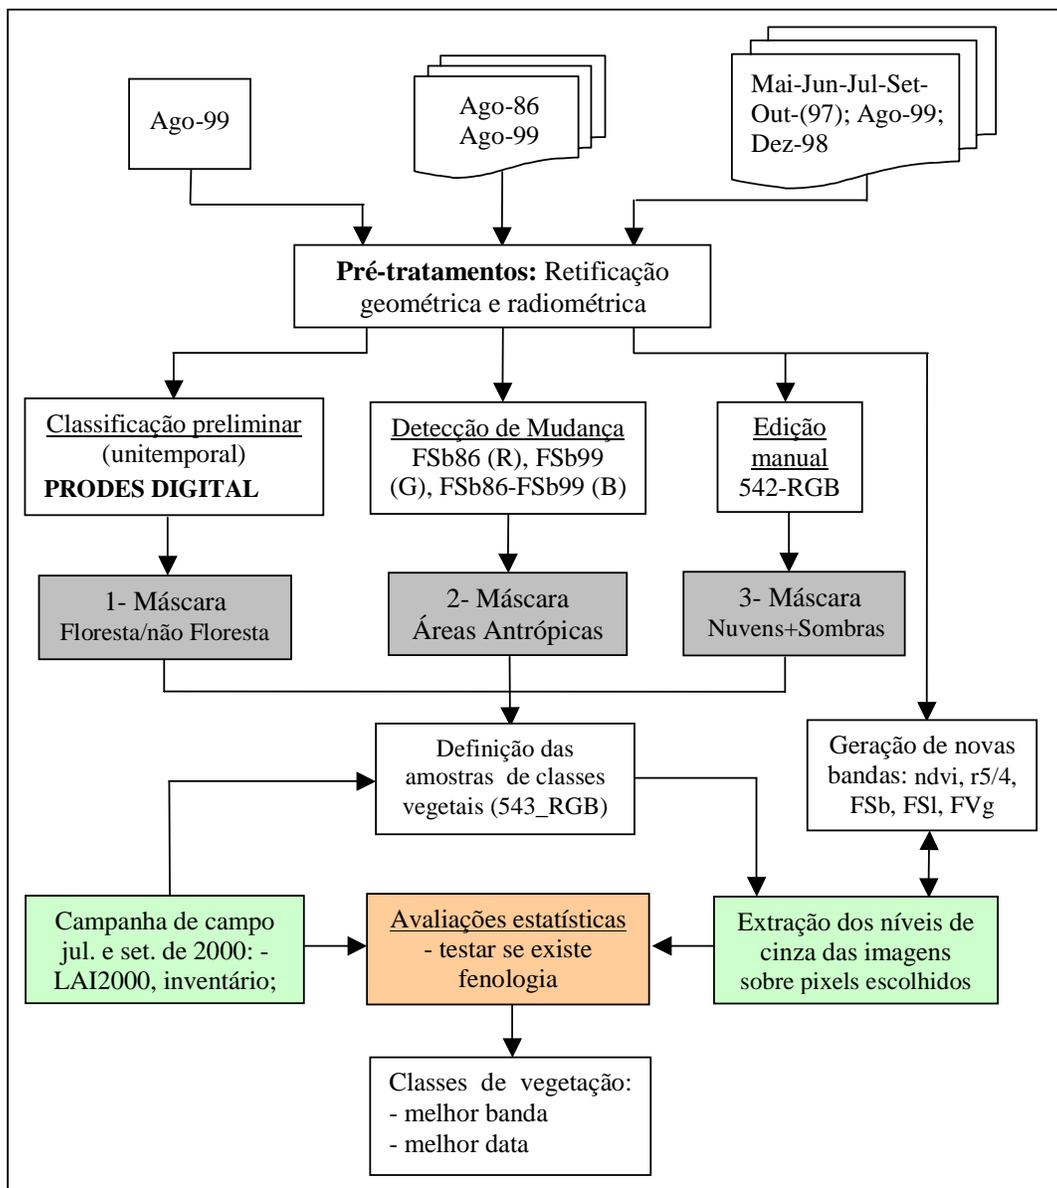 Ago-99
Ago-86
Ago-99
Mai-Jun-Jul-Set-
Out-(97); Ago-99;
Dez-98
Pré-tratamentos: Retificação
geométrica e radiométrica
Classificação preliminar
(unitemporal)
PRODES DIGITAL
Detecção de Mudança
FSb86 (R), FSb99
(G), FSb86-FSb99 (B)
Edição
manual
542-RGB
1- Máscara
Floresta/não Floresta
2- Máscara
Áreas Antrópicas
3- Máscara
Nuvens+Sombras
Definição das
amostras de classes
vegetais (543_RGB)
Geração de novas
bandas: ndvi, r5/4,
FSb, FSl, FVg
Campanha de campo
jul. e set. de 2000: -
LAI2000, inventário;
Avaliações estatísticas
- testar se existe
fenologia
Extração dos níveis de
cinza das imagens
sobre pixels escolhidos
Classes de vegetação:
- melhor banda
- melhor data